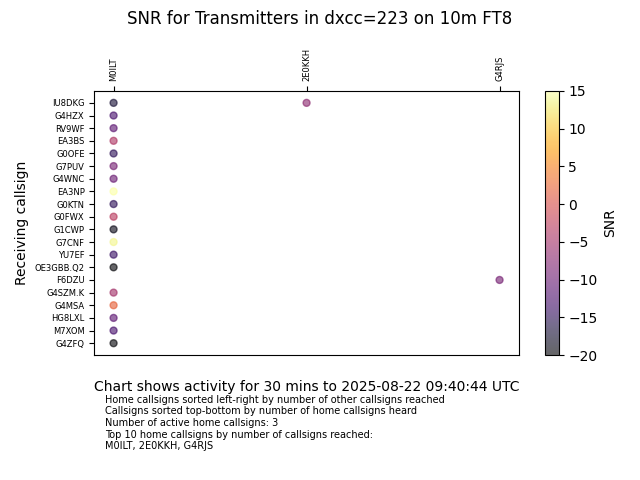 SNR for Transmitters in dxcc=223 on 10m FT8
M0ILT
2E0KKH
G4RJS
Receiving callsign
IU8DKG
G4HZX
RV9WF
EA3BS
G0OFE
G7PUV
G4WNC
EA3NP
G0KTN
G0FWX
G1CWP
G7CNF
YU7EF
OE3GBB.Q2
F6DZU
G4SZM.K
G4MSA
HG8LXL
M7XOM
G4ZFQ
15
10
5
0
−5
−10
−15
−20
SNR
Chart shows activity for 30 mins to 2025-08-22 09:40:44 UTC
Home callsigns sorted left-right by number of other callsigns reached
Callsigns sorted top-bottom by number of home callsigns heard
Number of active home callsigns: 3
Top 10 home callsigns by number of callsigns reached:
M0ILT, 2E0KKH, G4RJS